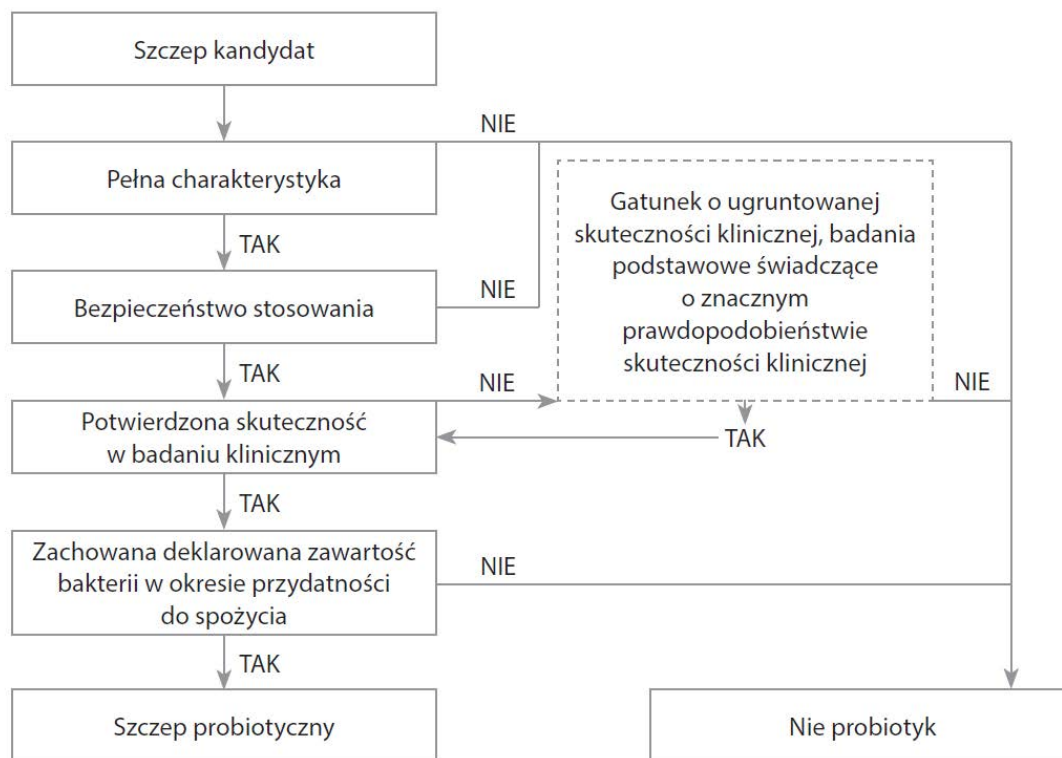 Szczep kandydat
NIE
Pełna charakterystyka
TAK
NIE
Bezpieczeństwo stosowania
TAK
Gatunek o ugruntowanej
skuteczności klinicznej, badania
podstawowe świadczące
o znacznym
prawdopodobieństwie
skuteczności klinicznej
NIE
NIE
TAK
Potwierdzona skuteczność
w badaniu klinicznym
TAK
Zachowana deklarowana zawartość
bakterii w okresie przydatności
do spożycia
NIE
TAK
Szczep probiotyczny
Nie probiotyk